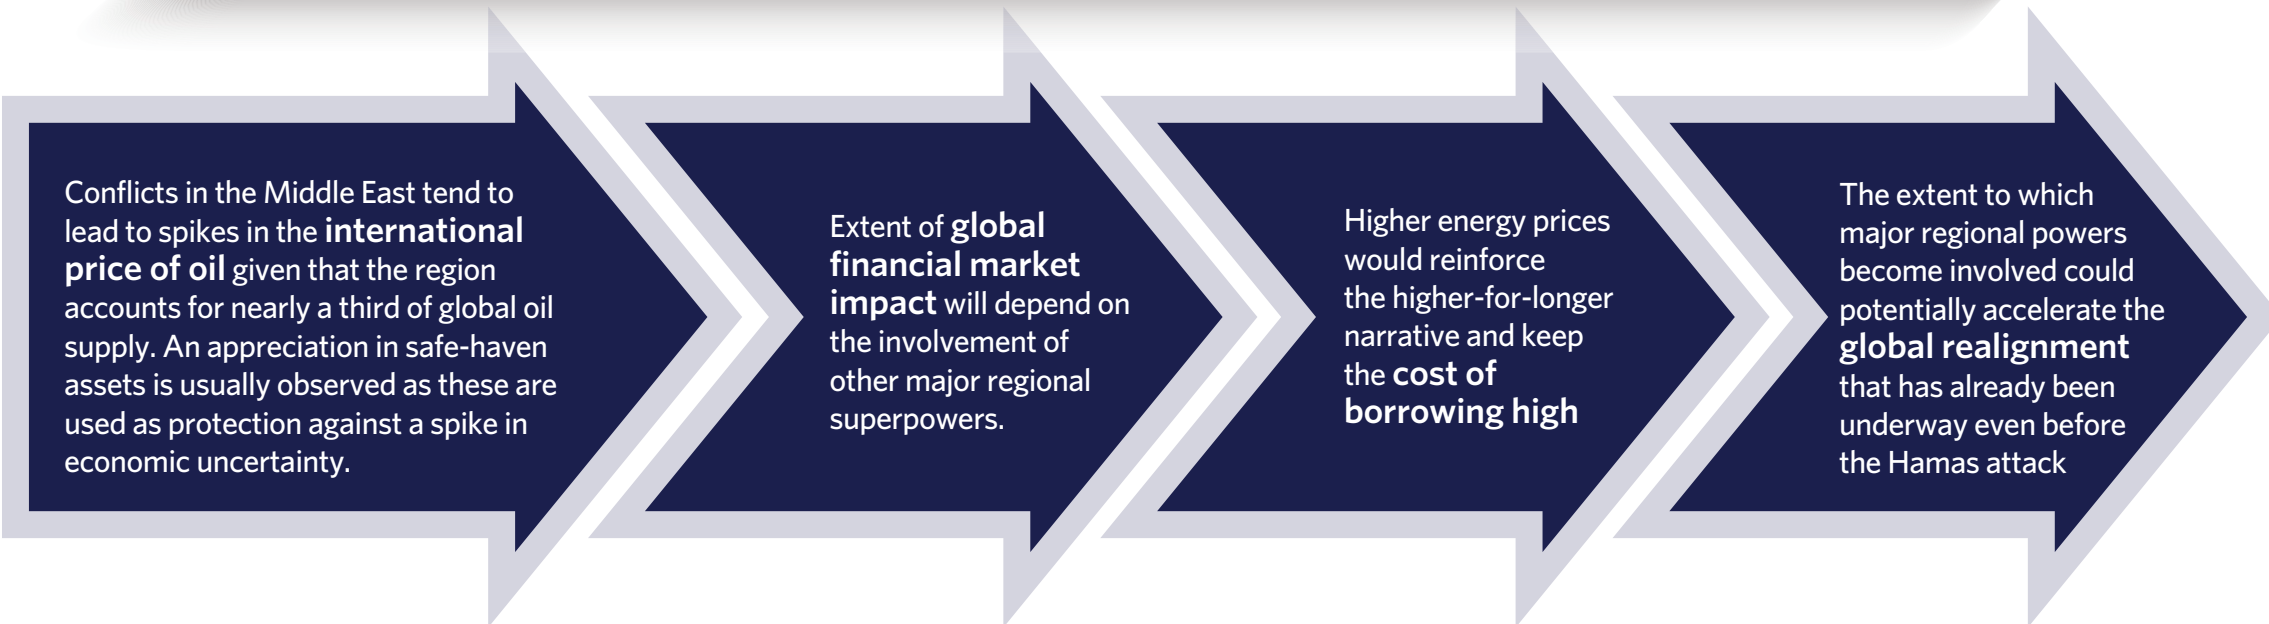 Conflicts in the Middle East tend to
lead to spikes in the international
price of oil given that the region
accounts for nearly a third of global oil
supply. An appreciation in safe-haven
assets is usually observed as these are
used as protection against a spike in
economic uncertainty.
Extent of global
financial market
impact will depend on
the involvement of
other major regional
superpowers.
Higher energy prices
would reinforce
the higher-for-longer
narrative and keep
the cost of
borrowing high
The extent to which
major regional powers
become involved could
potentially accelerate the
global realignment
that has already been
underway even before
the Hamas attack